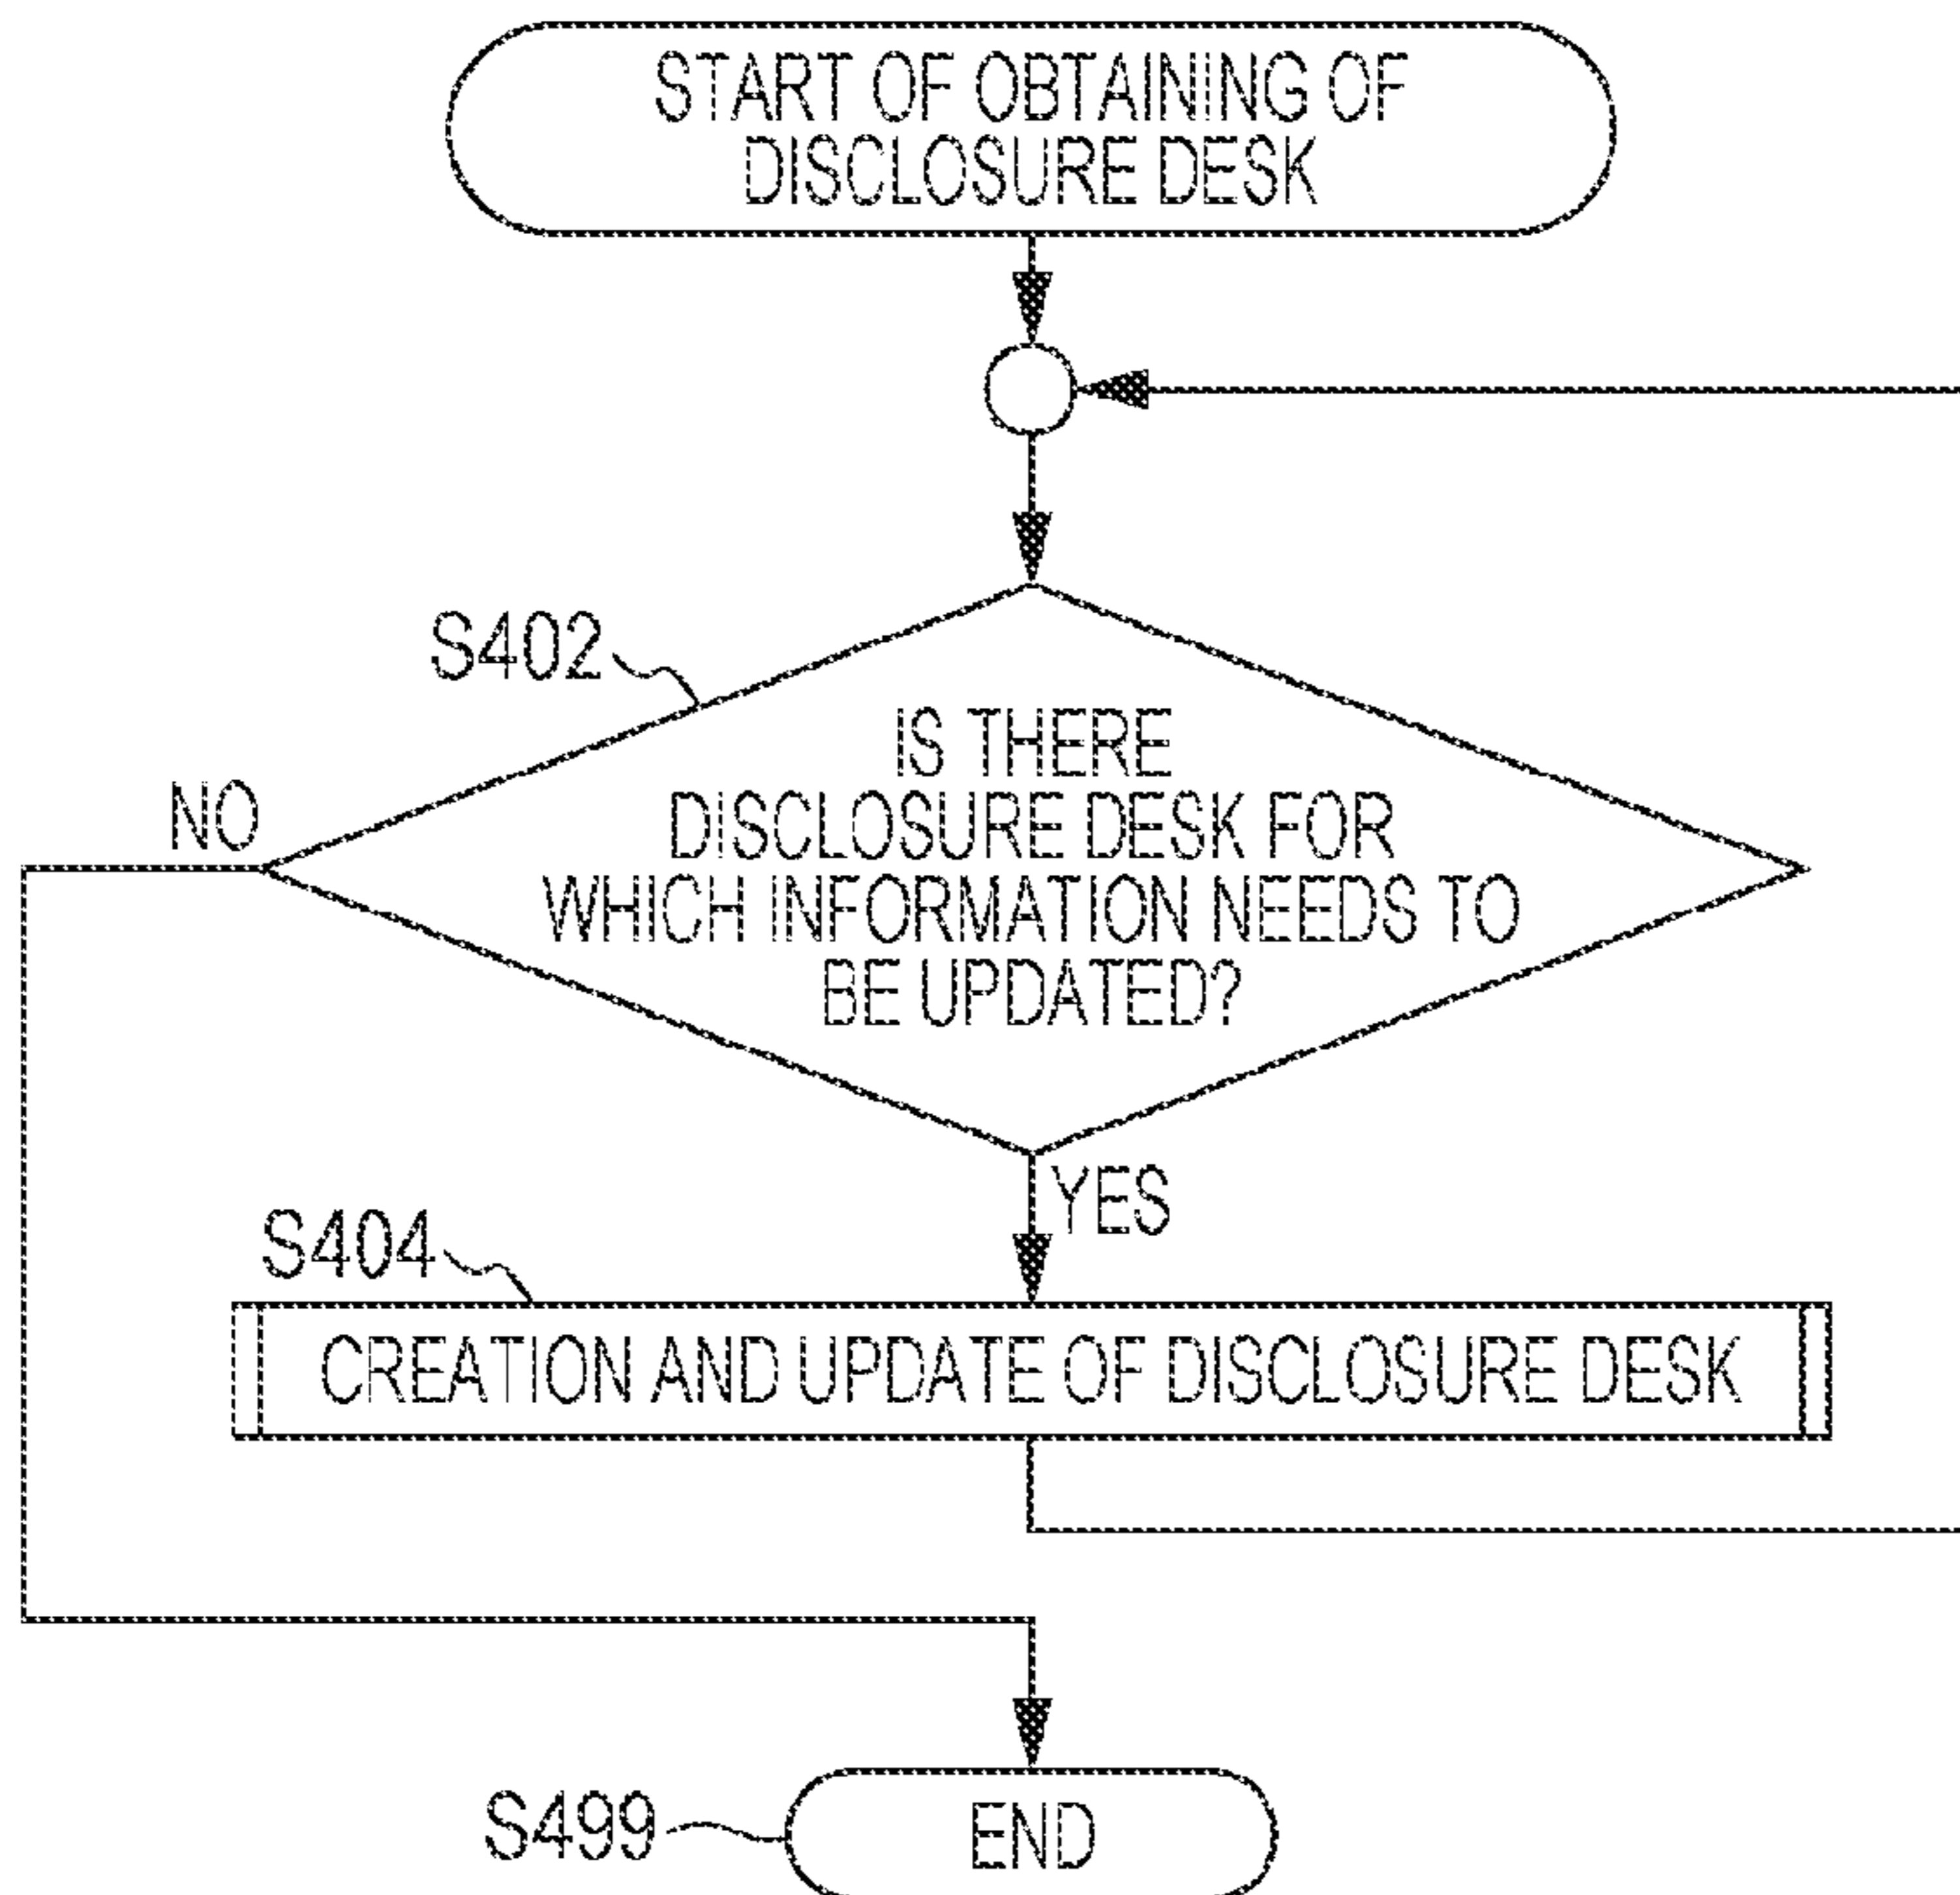 START OF OBTAINING OF
DISCLOSURE DESK
S402
IS THERE
DISCLOSURE DESK FOR
WHICH INFORMATION NEEDS TO
BE UPDATED?
NO
YES
S404
CREATION AND UPDATE OF DISCLOSURE DESK
S499
END